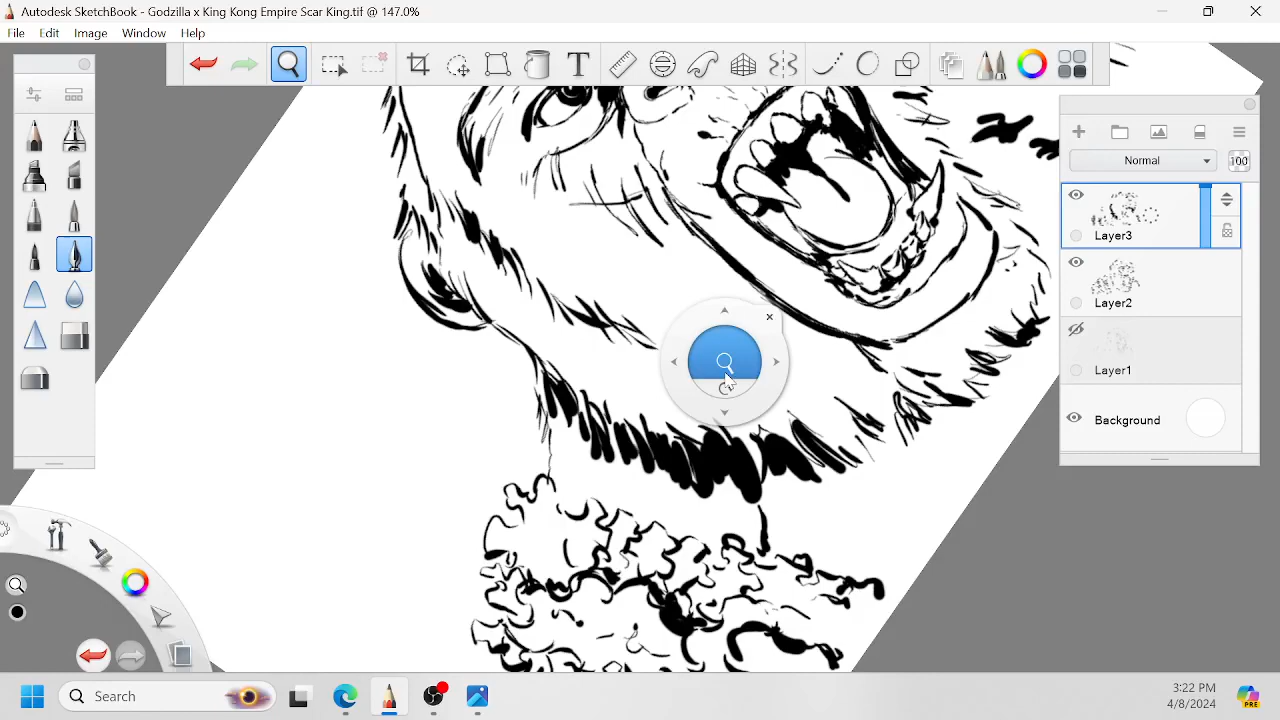 Autodesk SketchBook - Godzilla x King Kong Empire Scar King.tif @ 147.0%
File Edit Image Window Help
T
Normal 100
Layer3
Layer2
Layer1
Background
Search
3:22 PM
4/8/2024
PRE